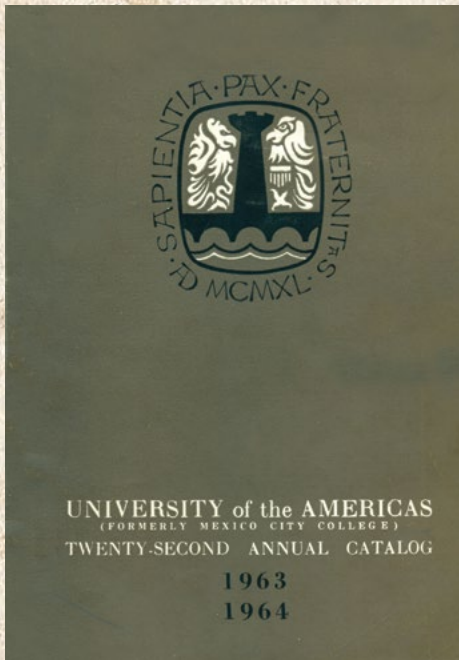 SAPIENTIA · PAX · FRATERNITAS ·
AD MCMXL ·
UNIVERSITY of the AMERICAS
(FORMERLY MEXICO CITY COLLEGE)
TWENTY-SECOND ANNUAL CATALOG
1963
1964